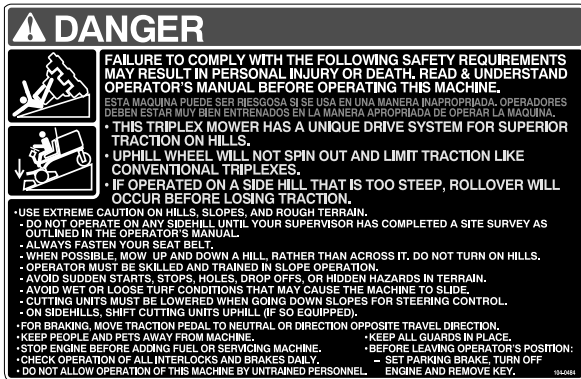 DANGER
FAILURE TO COMPLY WITH THE FOLLOWING SAFETY REQUIREMENTS
MAY RESULT IN PERSONAL INJURY OR DEATH. READ & UNDERSTAND
OPERATOR'S MANUAL BEFORE OPERATING THIS MACHINE.
ESTA MAQUINA PUEDE SER RIESGOSA SI SE USA EN UNA MANERA INAPROPRIADA. OPERADORES
DEBEN ESTAR MUY BIEN ENTRENADOS EN LA MANERA APROPRIADA DE OPERAR LA MAQUINA.
• THIS TRIPLEX MOWER HAS A UNIQUE DRIVE SYSTEM FOR SUPERIOR
TRACTION ON HILLS.
• UPHILL WHEEL WILL NOT SPIN OUT AND LIMIT TRACTION LIKE
CONVENTIONAL TRIPLEXES.
• IF OPERATED ON A SIDE HILL THAT IS TOO STEEP, ROLLOVER WILL
OCCUR BEFORE LOSING TRACTION.
•USE EXTREME CAUTION ON HILLS, SLOPES, AND ROUGH TERRAIN.
- DO NOT OPERATE ON ANY SIDEHILL UNTIL YOUR SUPERVISOR HAS COMPLETED A SITE SURVEY AS
OUTLINED IN THE OPERATOR'S MANUAL.
- ALWAYS FASTEN YOUR SEAT BELT.
- WHEN POSSIBLE, MOW UP AND DOWN A HILL, RATHER THAN ACROSS IT. DO NOT TURN ON HILLS.
- OPERATOR MUST BE SKILLED AND TRAINED IN SLOPE OPERATION.
- AVOID SUDDEN STARTS, STOPS, HOLES, DROP OFFS, OR HIDDEN HAZARDS IN TERRAIN.
- AVOID WET OR LOOSE TURF CONDITIONS THAT MAY CAUSE THE MACHINE TO SLIDE.
- CUTTING UNITS MUST BE LOWERED WHEN GOING DOWN SLOPES FOR STEERING CONTROL.
- ON SIDEHILLS, SHIFT CUTTING UNITS UPHILL (IF SO EQUIPPED).
•FOR BRAKING, MOVE TRACTION PEDAL TO NEUTRAL OR DIRECTION OPPOSITE TRAVEL DIRECTION.
•KEEP PEOPLE AND PETS AWAY FROM MACHINE.
•STOP ENGINE BEFORE ADDING FUEL OR SERVICING MACHINE.
•CHECK OPERATION OF ALL INTERLOCKS AND BRAKES DAILY.
• DO NOT ALLOW OPERATION OF THIS MACHINE BY UNTRAINED PERSONNEL.
•KEEP ALL GUARDS IN PLACE.
•BEFORE LEAVING OPERATOR'S POSITION:
– SET PARKING BRAKE, TURN OFF
ENGINE AND REMOVE KEY.
104-0484